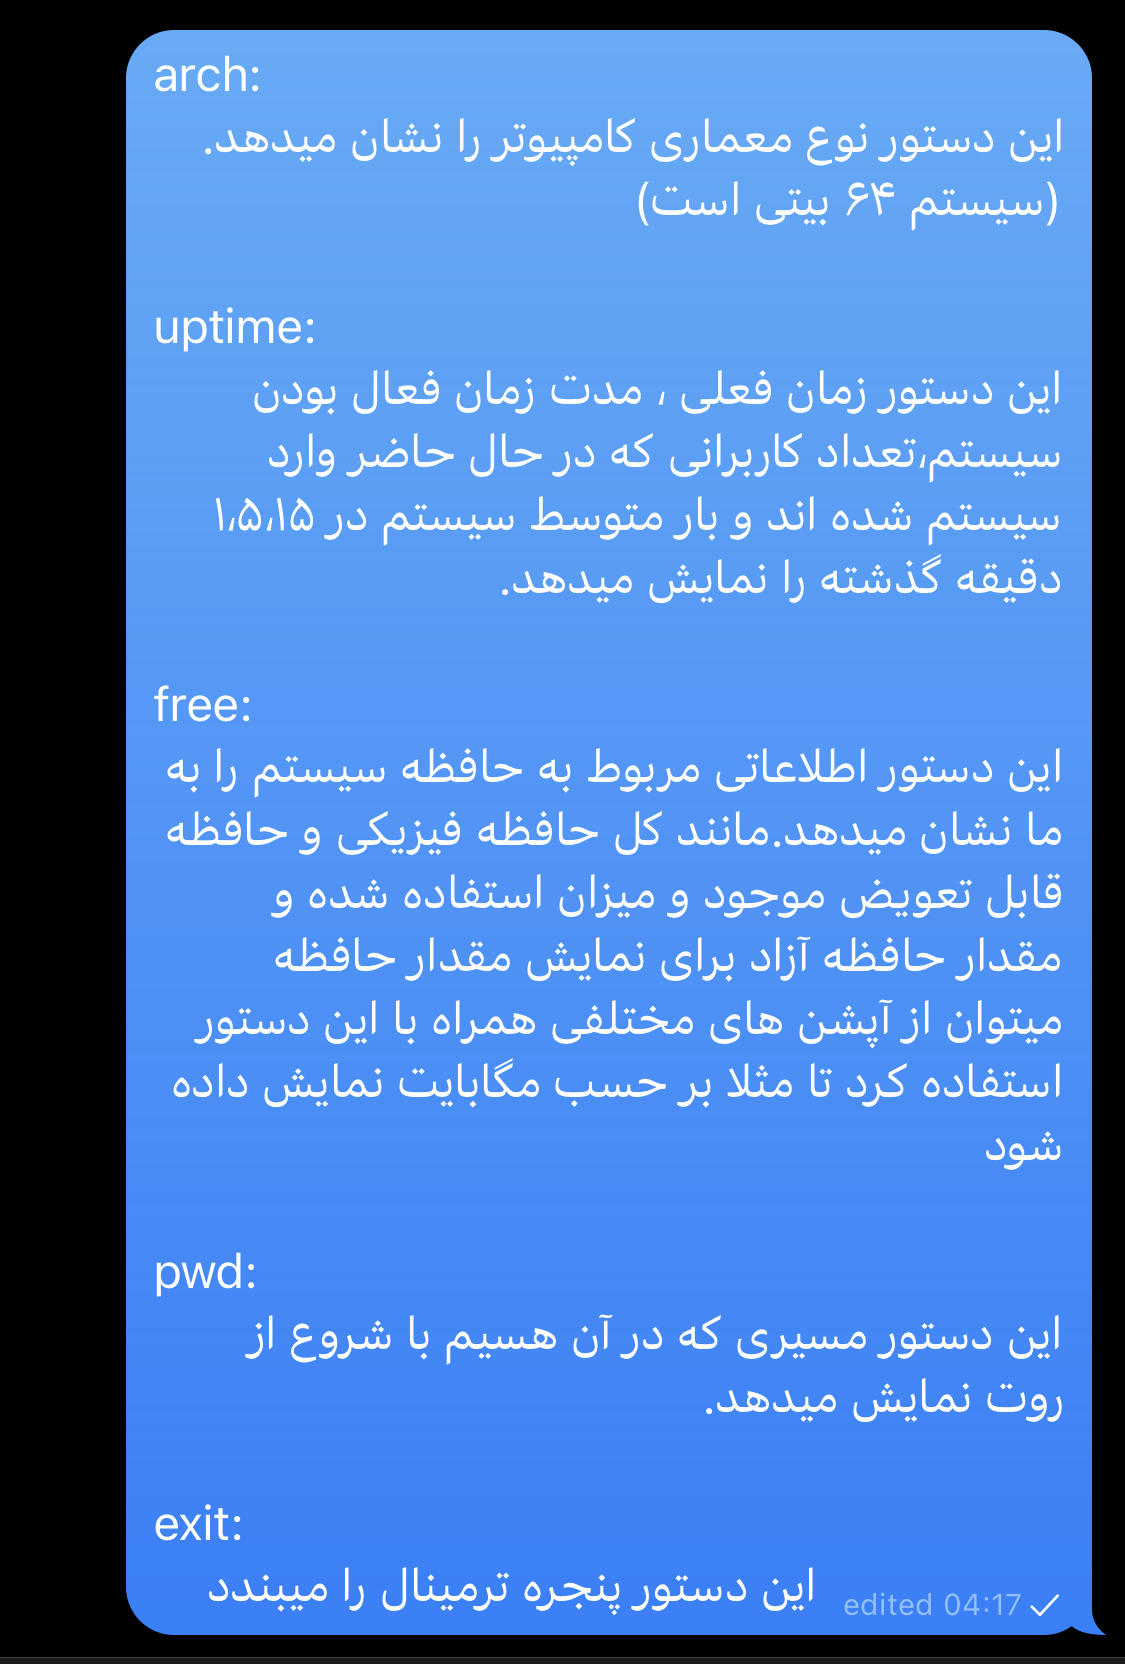 arch:
این دستور نوع معماری کامپیوتر را نشان میدهد.
(سیستم ۶۴ بیتی است)
uptime:
این دستور زمان فعلی ، مدت زمان فعال بودن
سیستم،تعداد کاربرانی که در حال حاضر وارد
سیستم شده اند و بار متوسط سیستم در ۱،۵،۱۵
دقیقه گذشته را نمایش میدهد.
free:
این دستور اطلاعاتی مربوط به حافظه سیستم را به
ما نشان میدهد.مانند کل حافظه فیزیکی و حافظه
قابل تعویض موجود و میزان استفاده شده و
مقدار حافظه آزاد برای نمایش مقدار حافظه
میتوان از آپشن های مختلفی همراه با این دستور
استفاده کرد تا مثلا بر حسب مگابایت نمایش داده
شود
pwd:
این دستور مسیری که در آن هسیم با شروع از
روت نمایش میدهد.
exit:
این دستور پنجره ترمینال را میبندد
edited 04:17